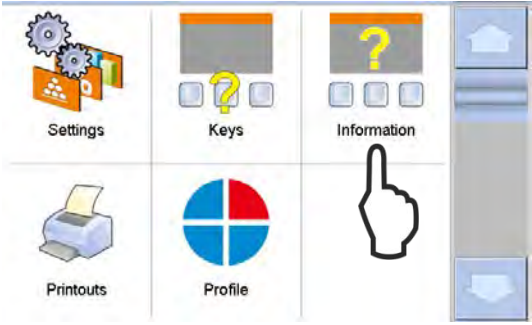 Settings
Keys
Information
Printouts
Profile